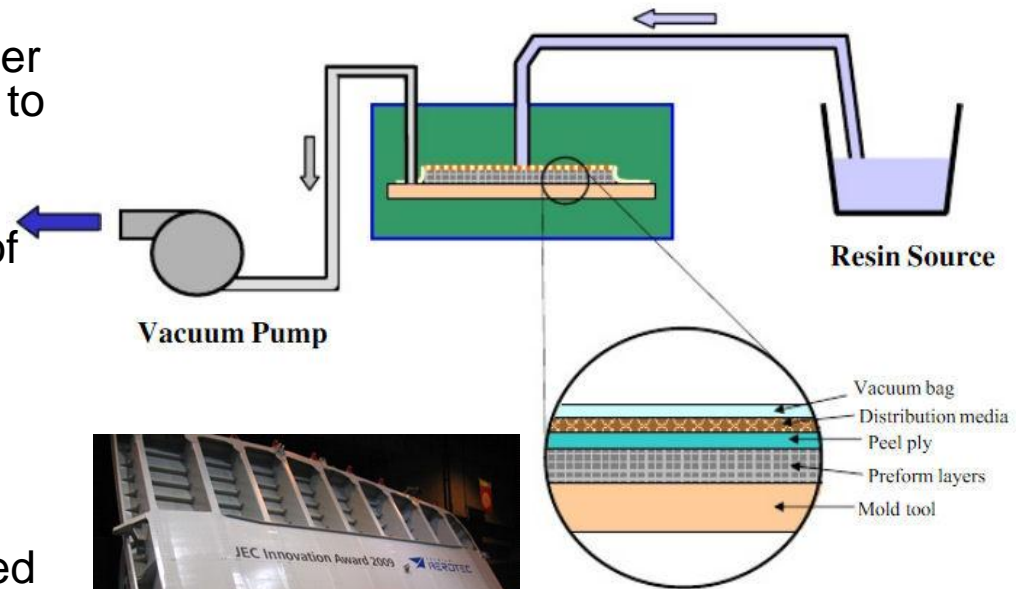 er
to
of
ed
Resin Source
Vacuum Pump
Vacuum bag
Distribution media
Peel ply
Preform layers
Mold tool
JEC Innovation Award 2009
AEROTEC